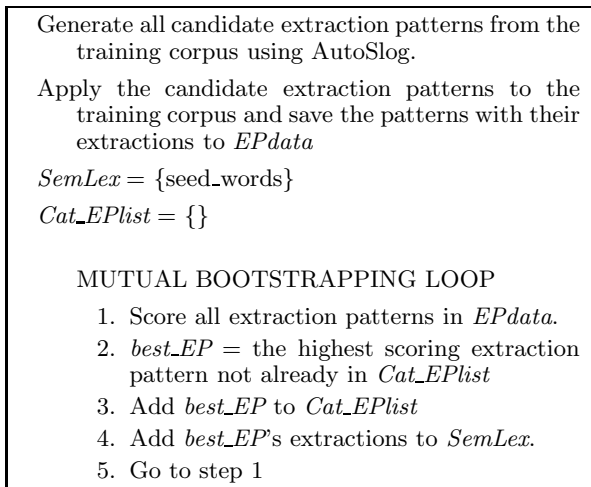 Generate all candidate extraction patterns from the
training corpus using AutoSlog.
Apply the candidate extraction patterns to the
training corpus and save the patterns with their
extractions to EPdata
SemLex = {seed_words}
Cat_EPlist = {}
MUTUAL BOOTSTRAPPING LOOP
1. Score all extraction patterns in EPdata.
2. best_EP = the highest scoring extraction
pattern not already in Cat_EPlist
3. Add best_EP to Cat_EPlist
4. Add best_EP's extractions to SemLex.
5. Go to step 1